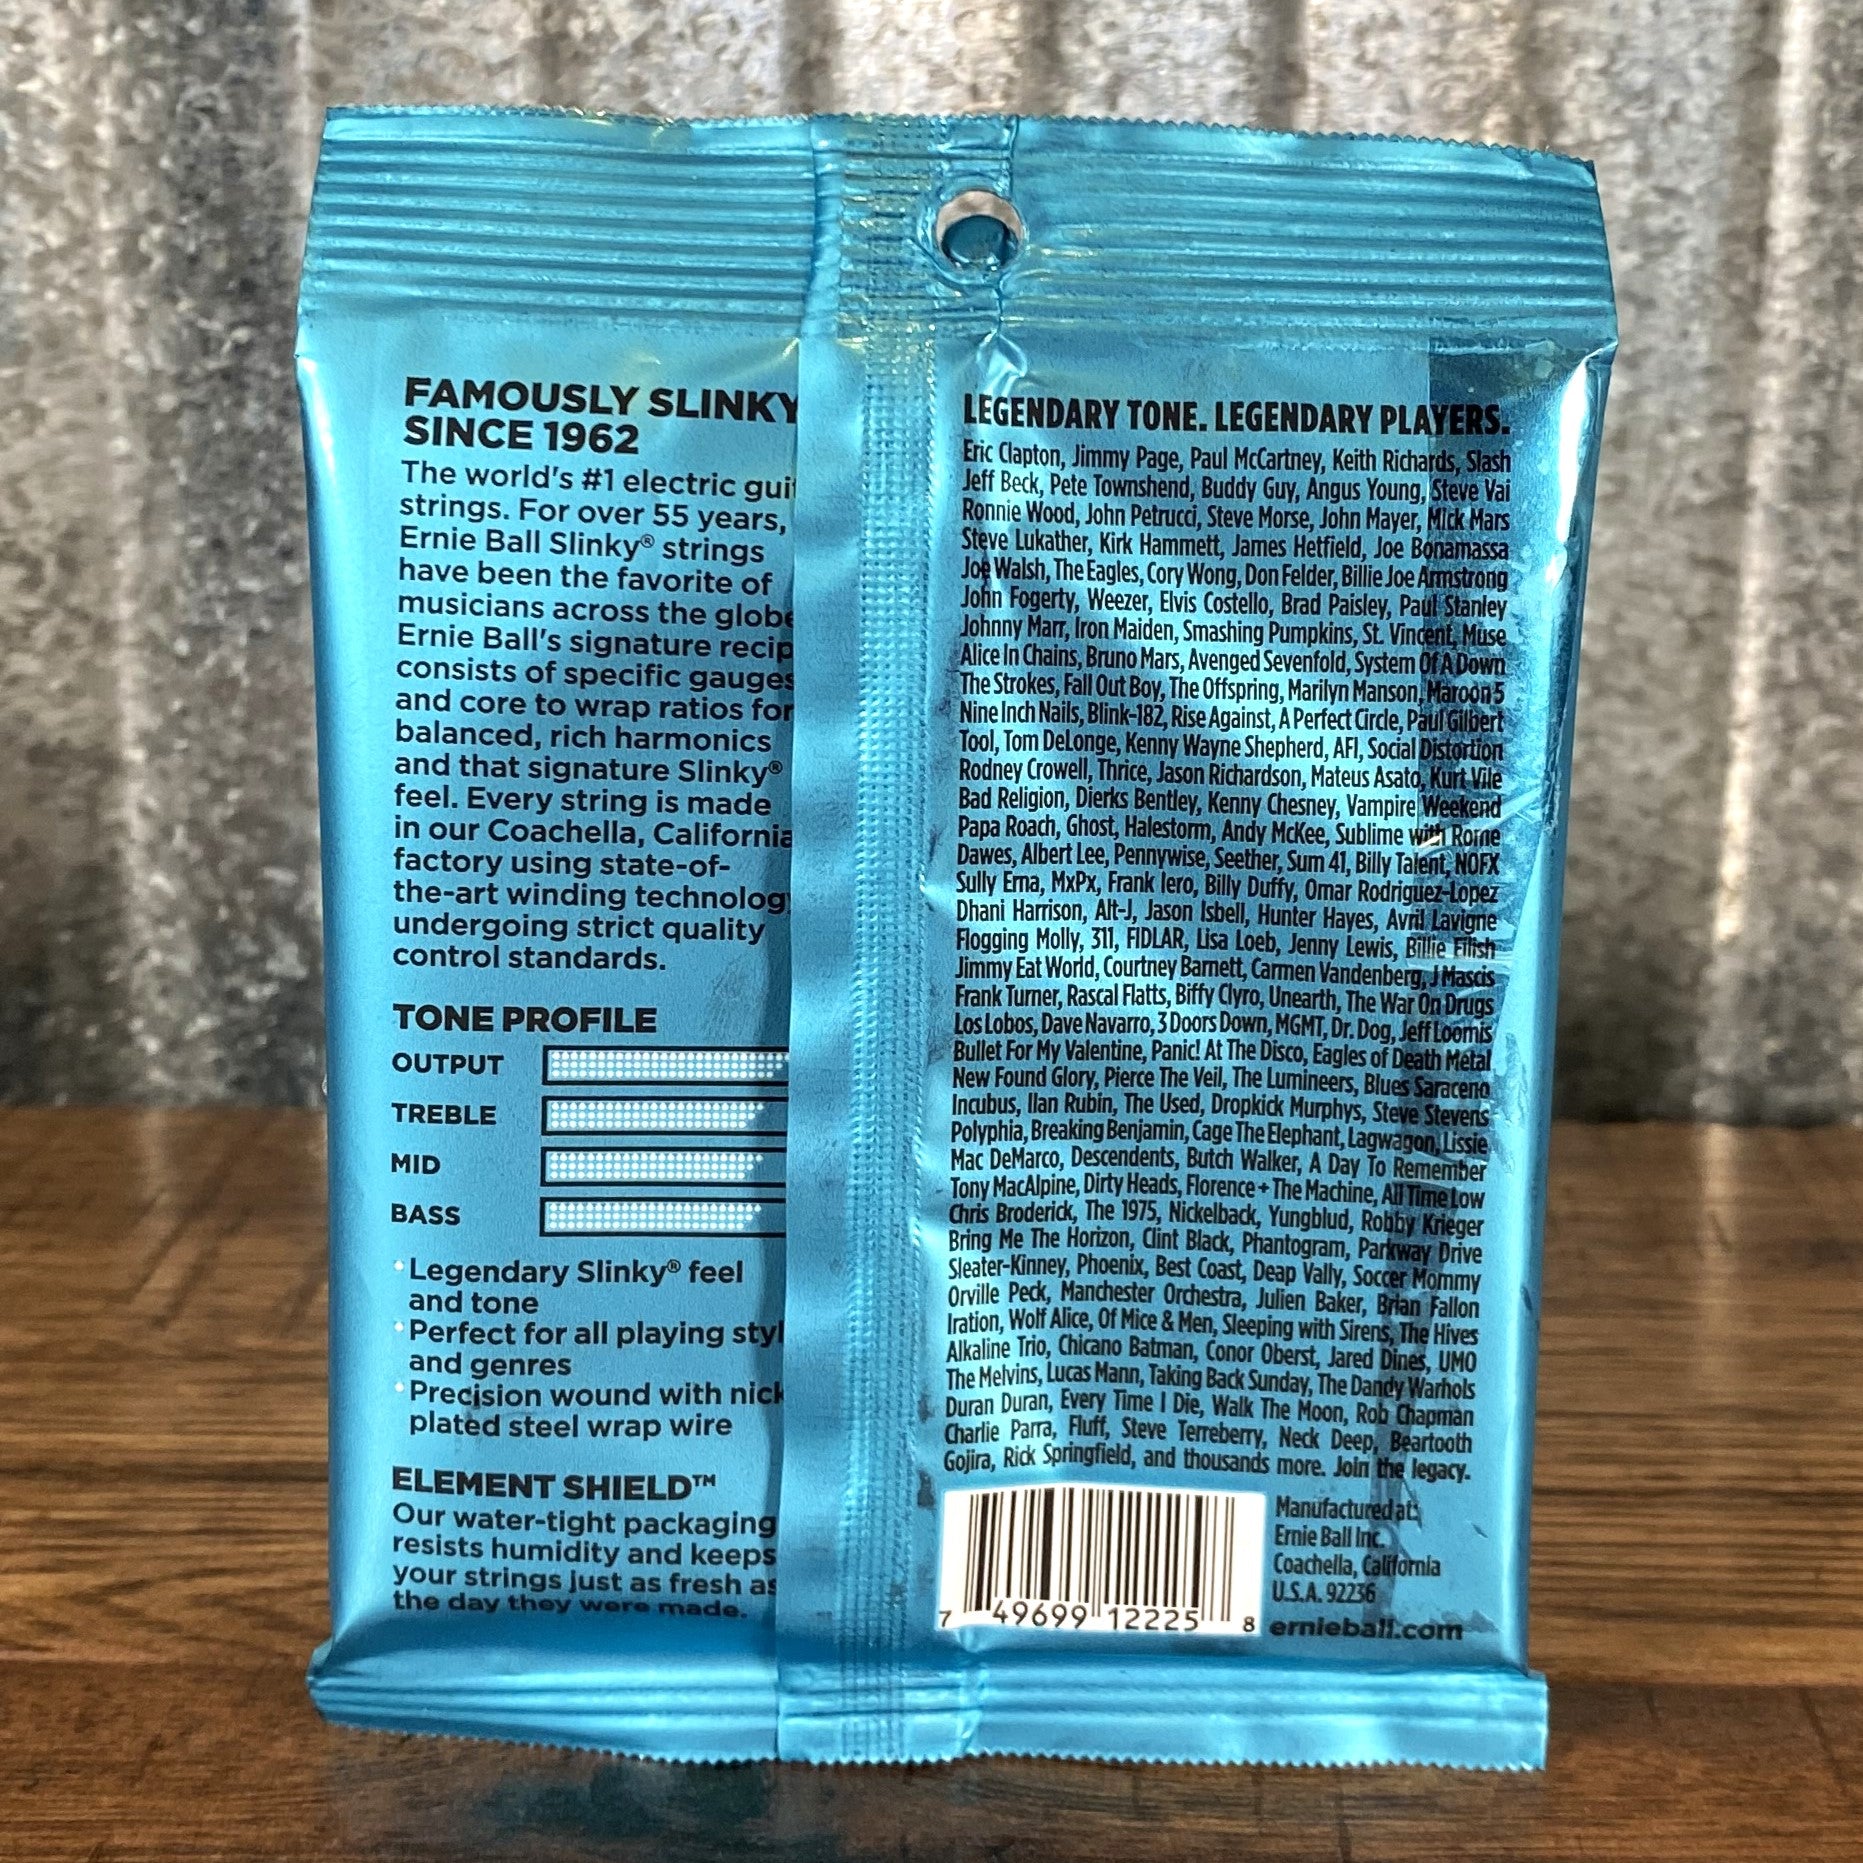 FAMOUSLY SLINKY
SINCE 1962
The world's #1 electric gui
strings. For over 55 years,
Ernie Ball Slinky® strings
have been the favorite of
musicians across the globe
Ernie Ball's signature recip
consists of specific gauges
and core to wrap ratios for
balanced, rich harmonics
and that signature Slinky®
feel. Every string is made
in our Coachella, California
factory using state-of-
the-art winding technology
undergoing strict quality
control standards.
TONE PROFILE
OUTPUT
TREBLE
MID
BASS
• Legendary Slinky® feel
and tone
• Perfect for all playing styl
and genres
• Precision wound with nick
plated steel wrap wire
ELEMENT SHIELD™
Our water-tight packaging
resists humidity and keeps
your strings just as fresh as
the day they were made.
LEGENDARY TONE. LEGENDARY PLAYERS.
Eric Clapton, Jimmy Page, Paul McCartney, Keith Richards, Slash
Jeff Beck, Pete Townshend, Buddy Guy, Angus Young, Steve Vai
Ronnie Wood, John Petrucci, Steve Morse, John Mayer, Mick Mars
Steve Lukather, Kirk Hammett, James Hetfield, Joe Bonamassa
Joe Walsh, The Eagles, Cory Wong, Don Felder, Billie Joe Armstrong
John Fogerty, Weezer, Elvis Costello, Brad Paisley, Paul Stanley
Johnny Marr, Iron Maiden, Smashing Pumpkins, St. Vincent, Muse
Alice In Chains, Bruno Mars, Avenged Sevenfold, System Of A Down
The Strokes, Fall Out Boy, The Offspring, Marilyn Manson, Maroon 5
Nine Inch Nails, Blink-182, Rise Against, A Perfect Circle, Paul Gilbert
Tool, Tom DeLonge, Kenny Wayne Shepherd, AFI, Social Distortion
Rodney Crowell, Thrice, Jason Richardson, Mateus Asato, Kurt Vile
Bad Religion, Dierks Bentley, Kenny Chesney, Vampire Weekend
Papa Roach, Ghost, Halestorm, Andy McKee, Sublime with Rome
Dawes, Albert Lee, Pennywise, Seether, Sum 41, Billy Talent, NOFX
Sully Erna, MxPx, Frank Iero, Billy Duffy, Omar Rodriguez-Lopez
Dhani Harrison, Alt-J, Jason Isbell, Hunter Hayes, Avril Lavigne
Flogging Molly, 311, FIDLAR, Lisa Loeb, Jenny Lewis, Billie Eilish
Jimmy Eat World, Courtney Barnett, Carmen Vandenberg, J Mascis
Frank Turner, Rascal Flatts, Biffy Clyro, Unearth, The War On Drugs
Los Lobos, Dave Navarro, 3 Doors Down, MGMT, Dr. Dog, Jeff Loomis
Bullet For My Valentine, Panic! At The Disco, Eagles of Death Metal
New Found Glory, Pierce The Veil, The Lumineers, Blues Saraceno
Incubus, Ilan Rubin, The Used, Dropkick Murphys, Steve Stevens
Polyphia, Breaking Benjamin, Cage The Elephant, Lagwagon, Lissie
Mac DeMarco, Descendents, Butch Walker, A Day To Remember
Tony MacAlpine, Dirty Heads, Florence + The Machine, All Time Low
Chris Broderick, The 1975, Nickelback, Yungblud, Robby Krieger
Bring Me The Horizon, Clint Black, Phantogram, Parkway Drive
Sleater-Kinney, Phoenix, Best Coast, Deap Vally, Soccer Mommy
Orville Peck, Manchester Orchestra, Julien Baker, Brian Fallon
Iration, Wolf Alice, Of Mice & Men, Sleeping with Sirens, The Hives
Alkaline Trio, Chicano Batman, Conor Oberst, Jared Dines, UMO
The Melvins, Lucas Mann, Taking Back Sunday, The Dandy Warhols
Duran Duran, Every Time I Die, Walk The Moon, Rob Chapman
Charlie Parra, Fluff, Steve Terreberry, Neck Deep, Beartooth
Gojira, Rick Springfield, and thousands more. Join the legacy.
7 49699 12225 8
Manufactured at:
Ernie Ball Inc.
Coachella, California
U.S.A. 92236
ernieball.com